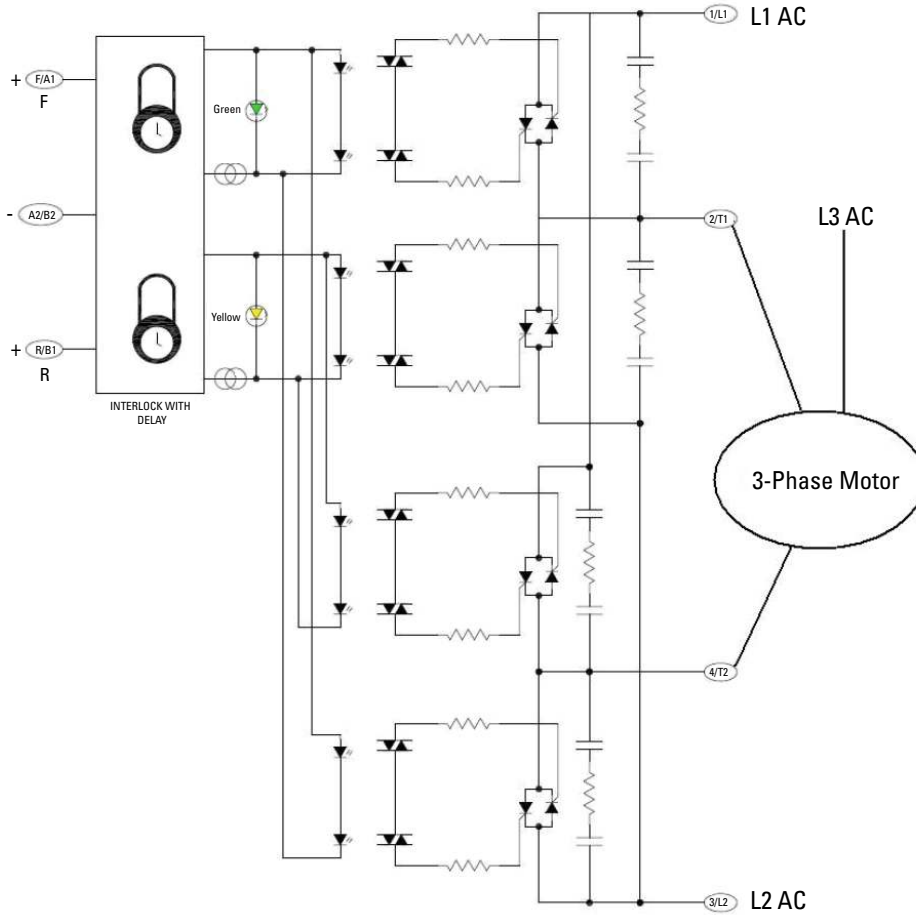 1/L1 L1 AC
+ F/A1
F
Green
- A2/B2
2/T1
L3 AC
Yellow
+ R/B1
R
INTERLOCK WITH
DELAY
3-Phase Motor
4/T2
3/L2 L2 AC